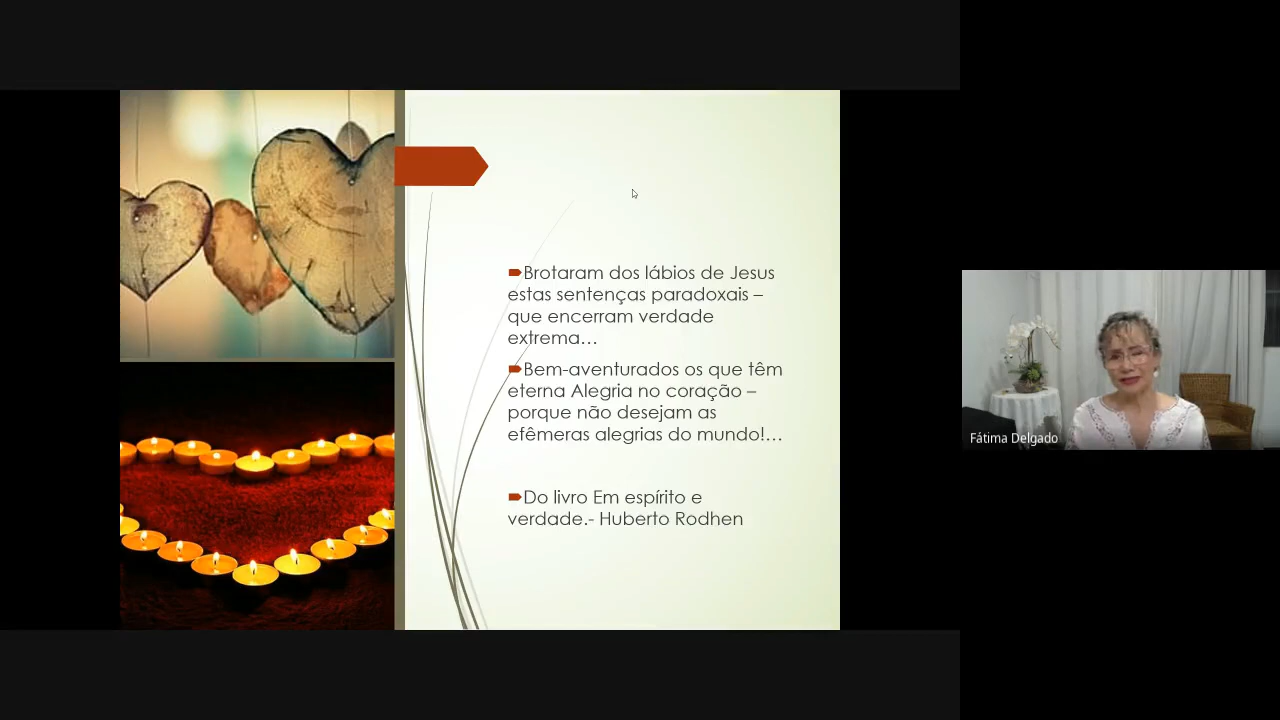 Brotaram dos lábios de Jesus
estas sentenças paradoxais –
que encerram verdade
extrema...
Bem-aventurados os que têm
eterna Alegria no coração –
porque não desejam as
efêmeras alegrias do mundo!...
Do livro Em espírito e
verdade.- Huberto Rodhen
Fátima Delgado